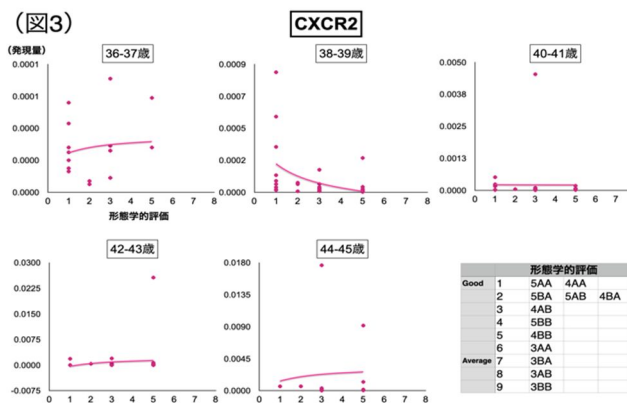 (図3)
CXCR2
(発現量)
36-37歳
0.0001
0.0001
0.0000
0.0000
0.0000
0 1 2 3 4 5 6 7 8
形態学的評価
38-39歳
0.0009
0.0007
0.0005
0.0002
0.0000
0 1 2 3 4 5 6 7 8
40-41歳
0.0050
0.0038
0.0025
0.0013
0.0000
0 1 2 3 4 5 6 7 8
42-43歳
0.0300
0.0225
0.0150
0.0075
0.0000
-0.0075
0 1 2 3 4 5 6 7 8
44-45歳
0.0180
0.0135
0.0090
0.0045
0.0000
0 1 2 3 4 5 6 7 8
形態学的評価
Good 1 5AA 4AA
2 5BA 5AB 4BA
3 4AB
4 5BB
5 4BB
6 3AA
Average 7 3BA
8 3AB
9 3BB